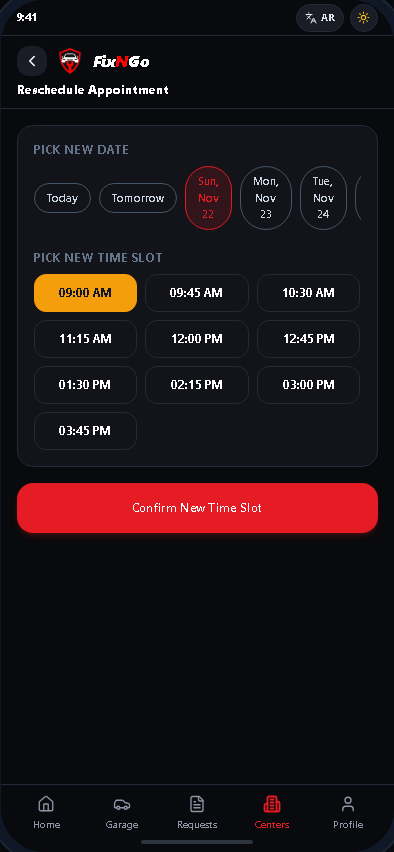 9:41
AR
FixNGo
Reschedule Appointment
PICK NEW DATE
Today
Tomorrow
Sun,
Nov
22
Mon,
Nov
23
Tue,
Nov
24
PICK NEW TIME SLOT
09:00 AM
09:45 AM
10:30 AM
11:15 AM
12:00 PM
12:45 PM
01:30 PM
02:15 PM
03:00 PM
03:45 PM
Confirm New Time Slot
Home
Garage
Requests
Centers
Profile